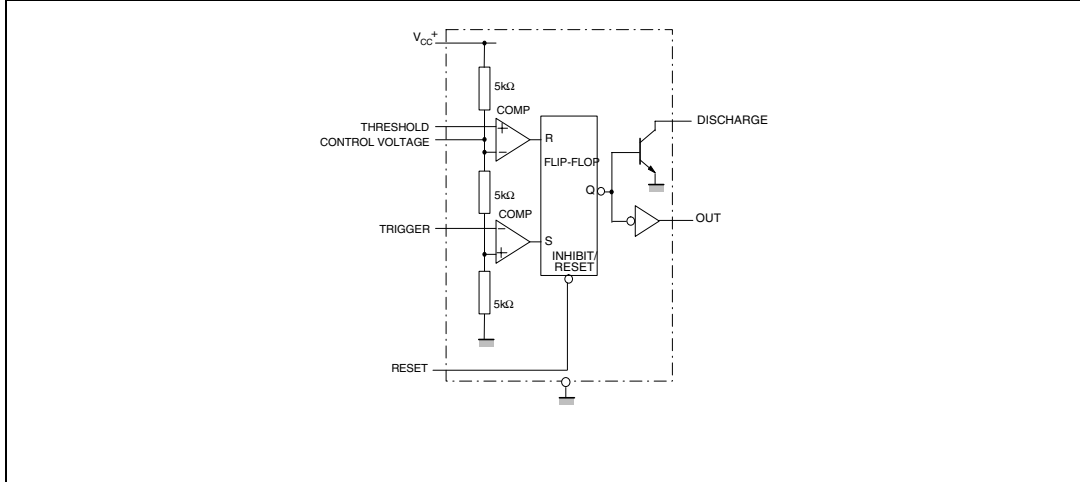 VCC+
5kΩ
COMP
THRESHOLD
CONTROL VOLTAGE
+
−
R
FLIP-FLOP
DISCHARGE
Q
5kΩ
COMP
TRIGGER
−
+
S
OUT
INHIBIT/
RESET
5kΩ
RESET